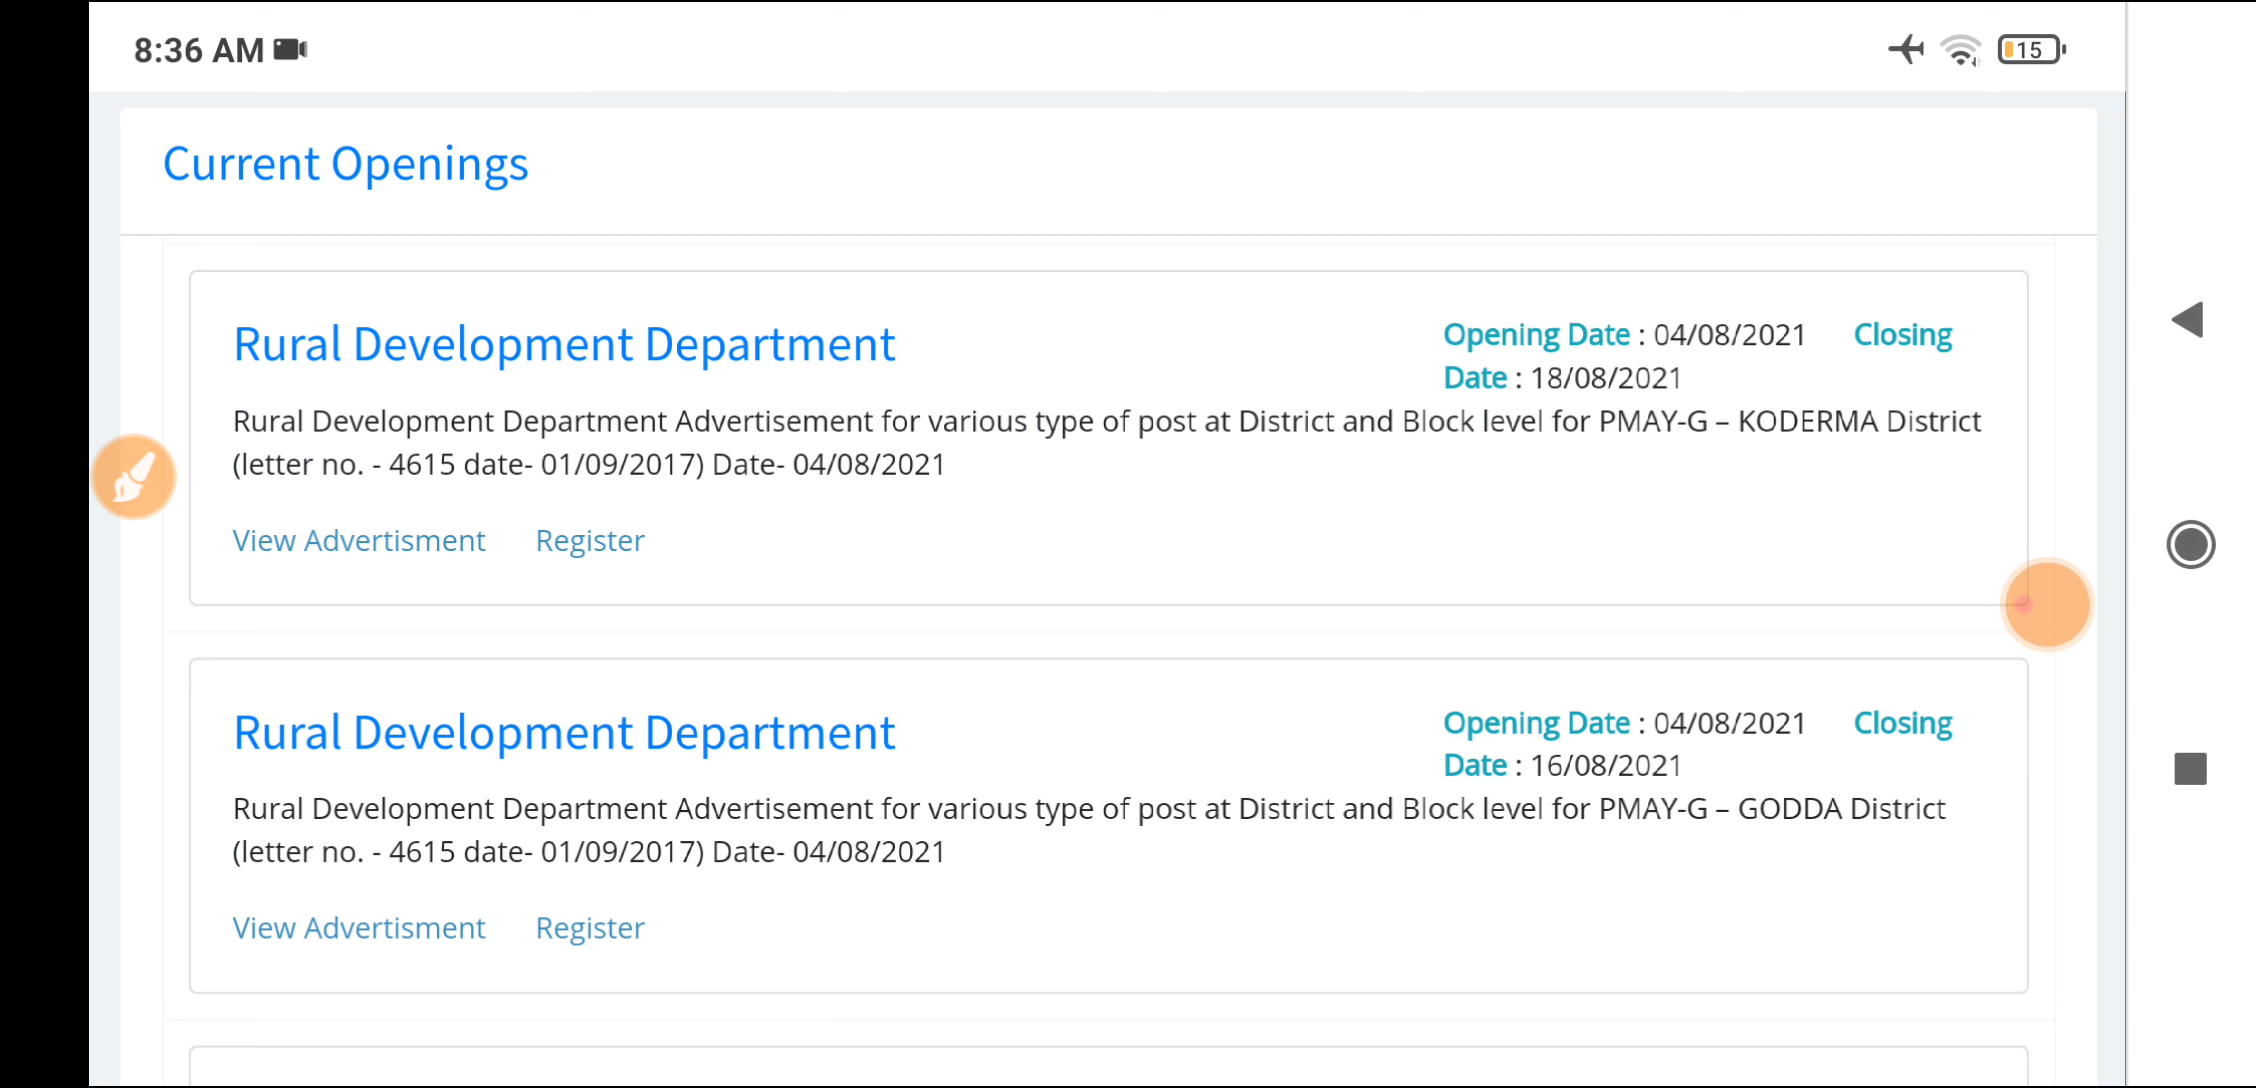 8:36 AM
15
Current Openings
Rural Development Department
Opening Date : 04/08/2021 Closing
Date : 18/08/2021
Rural Development Department Advertisement for various type of post at District and Block level for PMAY-G – KODERMA District
(letter no. - 4615 date- 01/09/2017) Date- 04/08/2021
View Advertisment Register
Rural Development Department
Opening Date : 04/08/2021 Closing
Date : 16/08/2021
Rural Development Department Advertisement for various type of post at District and Block level for PMAY-G – GODDA District
(letter no. - 4615 date- 01/09/2017) Date- 04/08/2021
View Advertisment Register